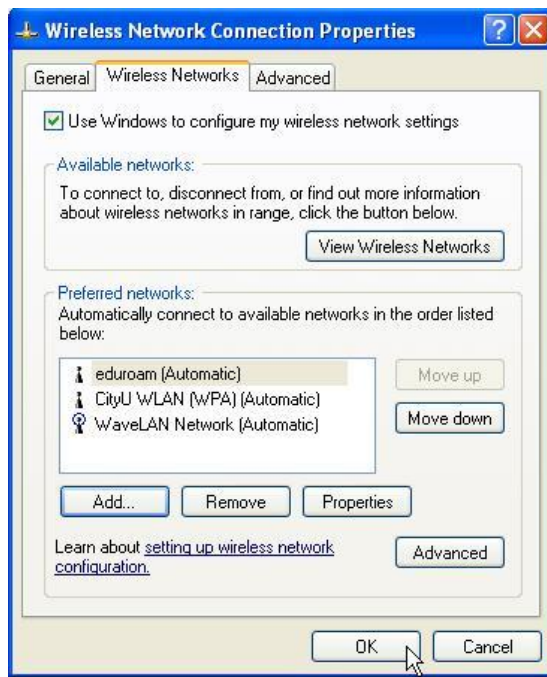 Wireless Network Connection Properties
?
X
General
Wireless Networks
Advanced
Use Windows to configure my wireless network settings
Available networks:
To connect to, disconnect from, or find out more information
about wireless networks in range, click the button below.
View Wireless Networks
Preferred networks:
Automatically connect to available networks in the order listed
below:
eduroam (Automatic)
CityU WLAN (WPA) (Automatic)
WaveLAN Network (Automatic)
Move up
Move down
Add...
Remove
Properties
Learn about setting up wireless network
configuration.
Advanced
OK
Cancel